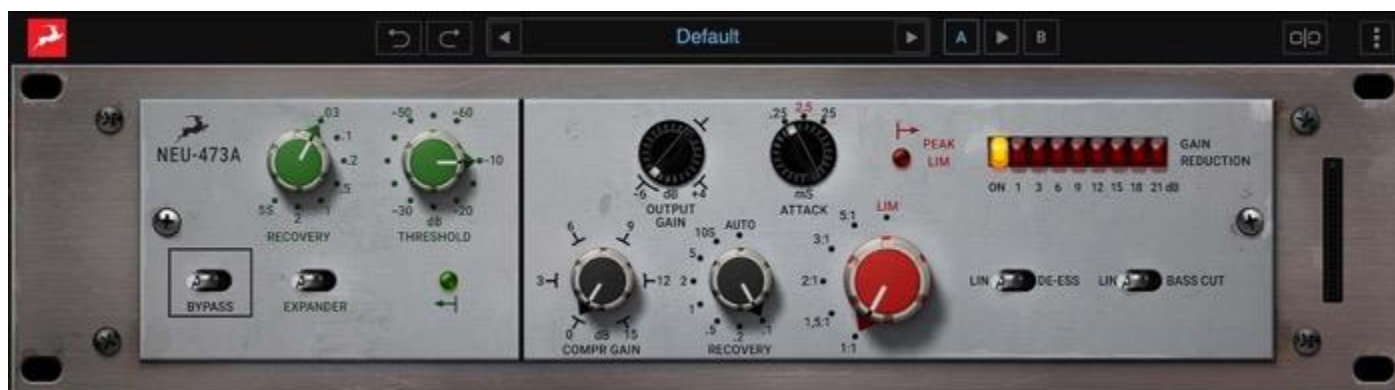 Default
A
B
NEU-473A
.03
.1
.2
.5
1
2
5S
RECOVERY
-50
-60
-10
-20
dB
-30
THRESHOLD
BYPASS
EXPANDER
-6
dB
+4
OUTPUT
GAIN
.25
2.5
25
mS
ATTACK
PEAK
LIM
ON 1 3 6 9 12 15 18 21 dB
GAIN
REDUCTION
6
9
3
12
0
dB
15
COMPR GAIN
AUTO
10S
5
2
1
.5
.2
.1
RECOVERY
LIM
5:1
3:1
2:1
1,5:1
1:1
LIN
DE-ESS
LIN
BASS CUT